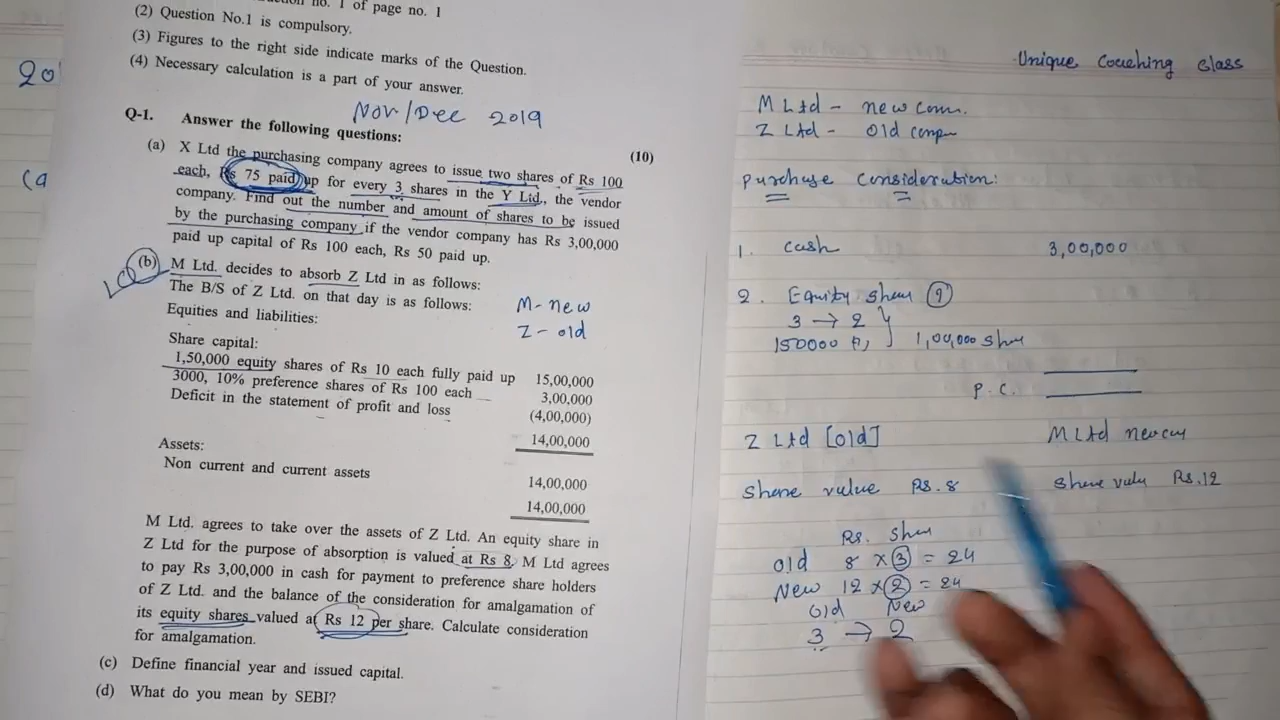 no. 1 of page no. 1
(2) Question No.1 is compulsory.
(3) Figures to the right side indicate marks of the Question.
(4) Necessary calculation is a part of your answer.
Nov/Dec 2019
Q-1. Answer the following questions: (10)
(a) X Ltd the purchasing company agrees to issue two shares of Rs 100
each, Rs 75 paid up for every 3 shares in the Y Ltd., the vendor
company. Find out the number and amount of shares to be issued
by the purchasing company if the vendor company has Rs 3,00,000
paid up capital of Rs 100 each, Rs 50 paid up.
(b) M Ltd. decides to absorb Z Ltd in as follows:
The B/S of Z Ltd. on that day is as follows:
M- new
Equities and liabilities:
Z- old
Share capital:
1,50,000 equity shares of Rs 10 each fully paid up 15,00,000
3000, 10% preference shares of Rs 100 each 3,00,000
Deficit in the statement of profit and loss (4,00,000)
14,00,000
Assets:
Non current and current assets 14,00,000
14,00,000
M Ltd. agrees to take over the assets of Z Ltd. An equity share in
Z Ltd for the purpose of absorption is valued at Rs 8. M Ltd agrees
to pay Rs 3,00,000 in cash for payment to preference share holders
of Z Ltd. and the balance of the consideration for amalgamation of
its equity shares valued at Rs 12 per share. Calculate consideration
for amalgamation.
(c) Define financial year and issued capital.
(d) What do you mean by SEBI?
20
(a
Unique Couching Class
M Ltd - new com.
Z Ltd - Old comp
Purchase Consideration:
1. Cash 3,00,000
2. Equity share
3 → 2
150000 1,00,000 share
P.C.
Z Ltd [old] M Ltd new
Share value Rs. 8 Share valu Rs.12
Rs. Share
old 8 × 3 = 24
New 12 × 2 = 24
Old New
3 → 2